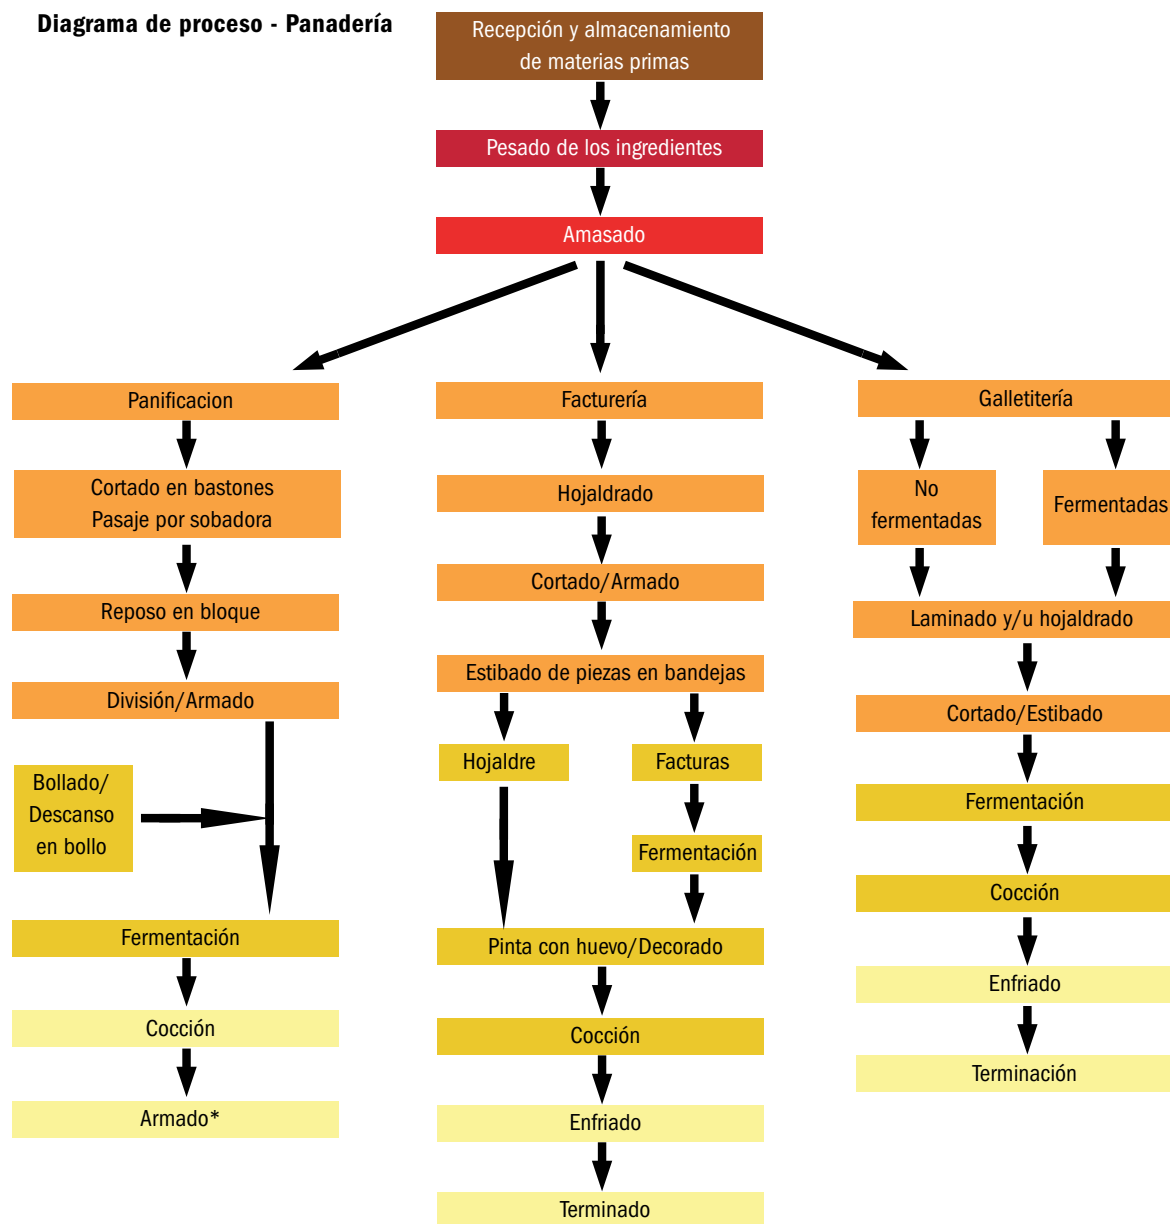 Diagrama de proceso - Panadería
Recepción y almacenamiento
de materias primas
Pesado de los ingredientes
Amasado
Panificacion
Cortado en bastones
Pasaje por sobadora
Reposo en bloque
División/Armado
Bollado/
Descanso
en bollo
Fermentación
Cocción
Armado*
Facturería
Hojaldrado
Cortado/Armado
Estibado de piezas en bandejas
Hojaldre
Facturas
Fermentación
Pinta con huevo/Decorado
Cocción
Enfriado
Terminado
Galletitería
No
fermentadas
Fermentadas
Laminado y/u hojaldrado
Cortado/Estibado
Fermentación
Cocción
Enfriado
Terminación